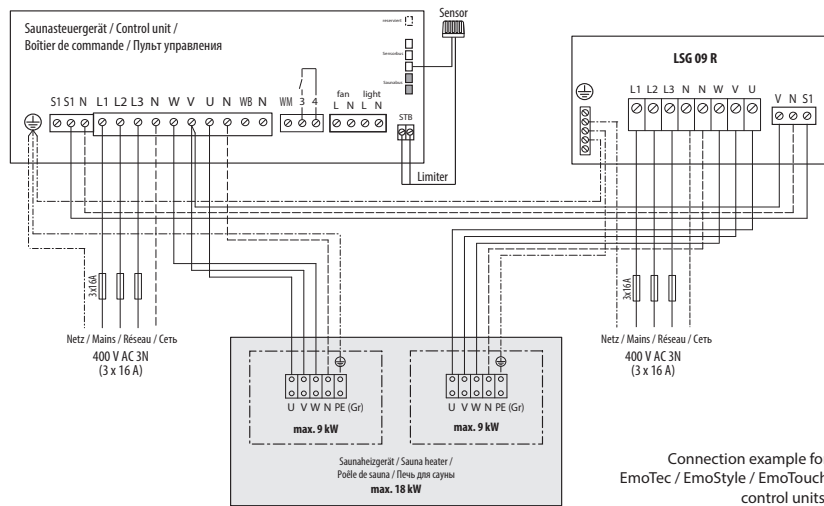 Saunasteuergerät / Control unit /
Boîtier de commande / Пульт управления
reserviert
Sensorbus
Saunabus
Sensor
S1 S1 N L1 L2 L3 N W V U N WB N
WM 3 4
fan light
L N L N
STB
Limiter
LSG 09 R
L1 L2 L3 N N W V U
V N S1
3x16A
Netz / Mains / Réseau / Сеть
400 V AC 3N
(3 x 16 A)
3x16A
Netz / Mains / Réseau / Сеть
400 V AC 3N
(3 x 16 A)
U V W N PE (Gr)
max. 9 kW
U V W N PE (Gr)
max. 9 kW
Saunaheizgerät / Sauna heater /
Poêle de sauna / Печь для сауны
max. 18 kW
Connection example for
EmoTec / EmoStyle / EmoTouch
control units